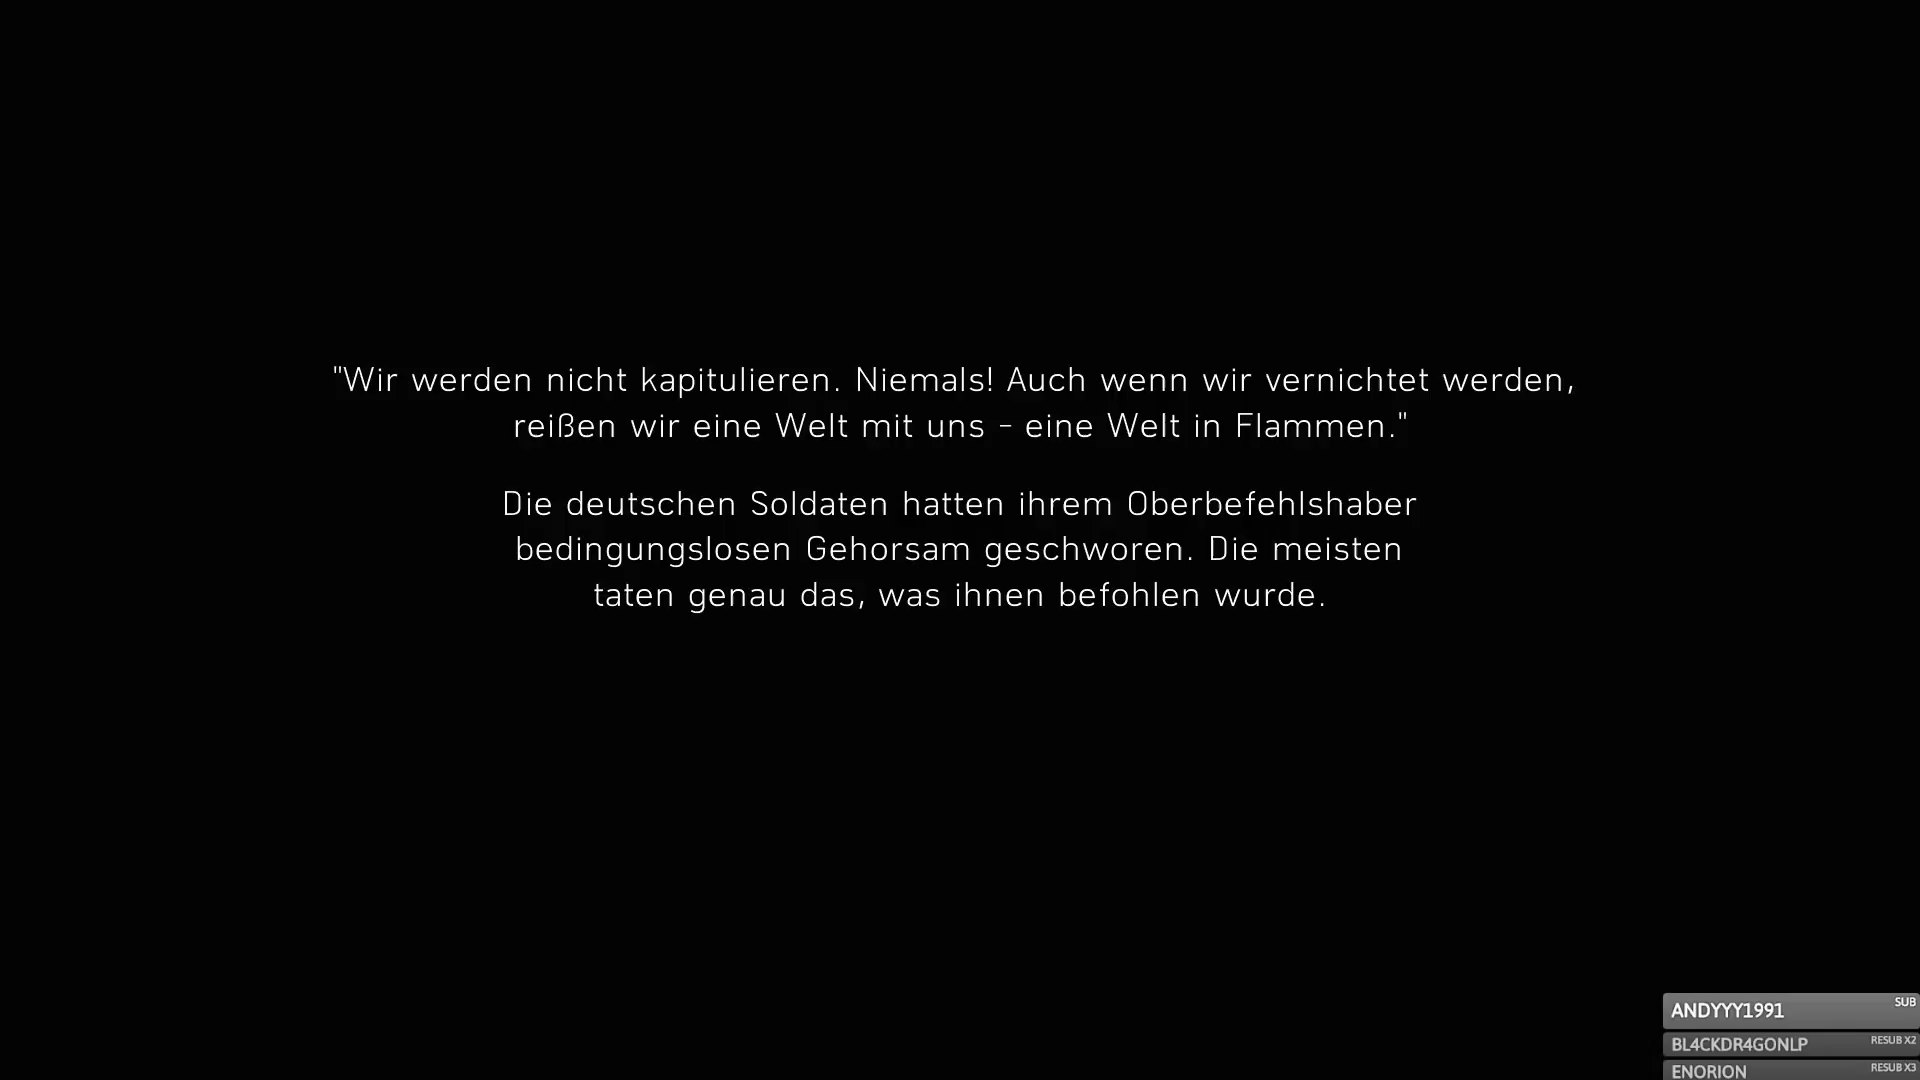 "Wir werden nicht kapitulieren. Niemals! Auch wenn wir vernichtet werden,
reißen wir eine Welt mit uns - eine Welt in Flammen."
Die deutschen Soldaten hatten ihrem Oberbefehlshaber
bedingungslosen Gehorsam geschworen. Die meisten
taten genau das, was ihnen befohlen wurde.
ANDYYY1991 SUB
BL4CKDR4GONLP RESUB X2
ENORION RESUB X3